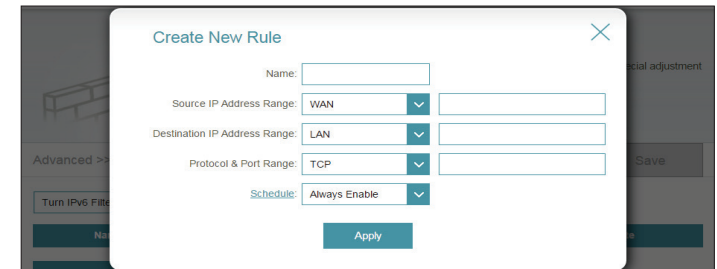 Create New Rule
Name:
ecial adjustment
Source IP Address Range: WAN
Destination IP Address Range: LAN
Advanced >>
Protocol & Port Range: TCP
Save
Schedule: Always Enable
Turn IPv6 Filte
Na
Apply